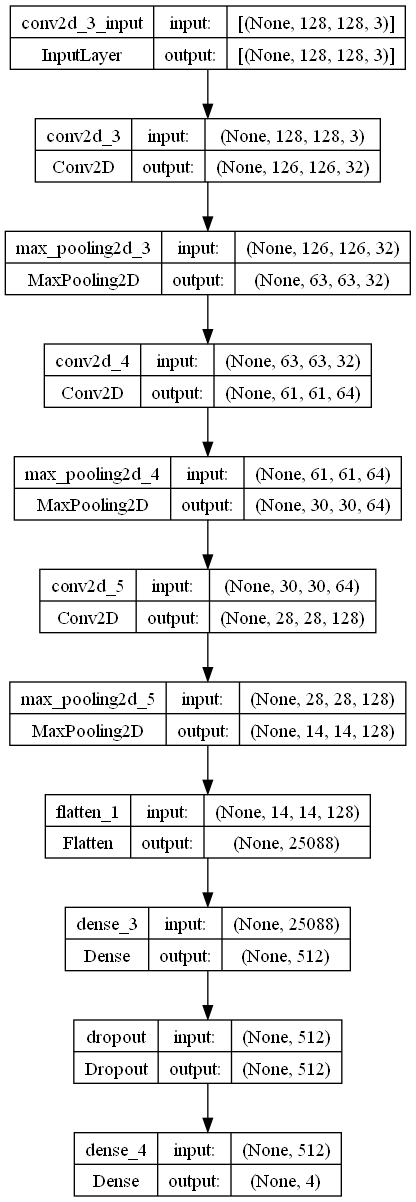 conv2d_3_input input: [(None, 128, 128, 3)]
InputLayer output: [(None, 128, 128, 3)]
conv2d_3 input: (None, 128, 128, 3)
Conv2D output: (None, 126, 126, 32)
max_pooling2d_3 input: (None, 126, 126, 32)
MaxPooling2D output: (None, 63, 63, 32)
conv2d_4 input: (None, 63, 63, 32)
Conv2D output: (None, 61, 61, 64)
max_pooling2d_4 input: (None, 61, 61, 64)
MaxPooling2D output: (None, 30, 30, 64)
conv2d_5 input: (None, 30, 30, 64)
Conv2D output: (None, 28, 28, 128)
max_pooling2d_5 input: (None, 28, 28, 128)
MaxPooling2D output: (None, 14, 14, 128)
flatten_1 input: (None, 14, 14, 128)
Flatten output: (None, 25088)
dense_3 input: (None, 25088)
Dense output: (None, 512)
dropout input: (None, 512)
Dropout output: (None, 512)
dense_4 input: (None, 512)
Dense output: (None, 4)